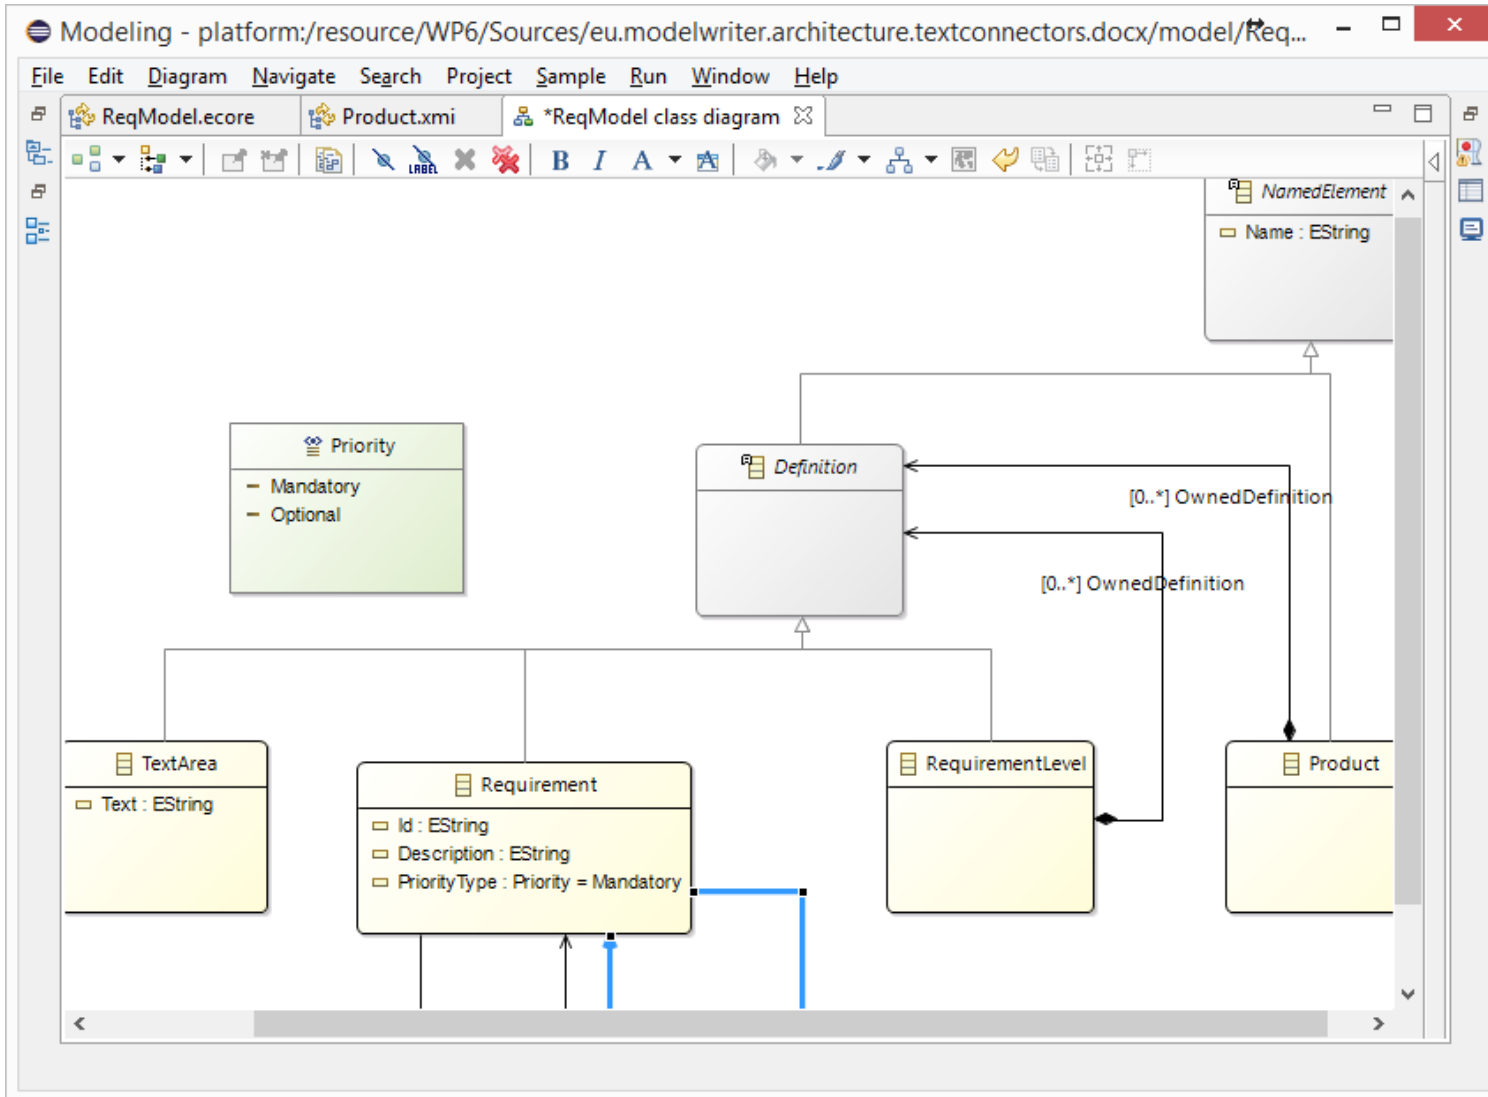 Modeling - platform:/resource/WP6/Sources/eu.modelwriter.architecture.textconnectors.docx/model/Req...
File Edit Diagram Navigate Search Project Sample Run Window Help
ReqModel.ecore Product.xmi *ReqModel class diagram
LABEL B I A A
NamedElement
Name : EString
Priority
Mandatory
Optional
Definition
[0..*] OwnedDefinition
[0..*] OwnedDefinition
TextArea
Text : EString
Requirement
Id : EString
Description : EString
PriorityType : Priority = Mandatory
RequirementLevel
Product